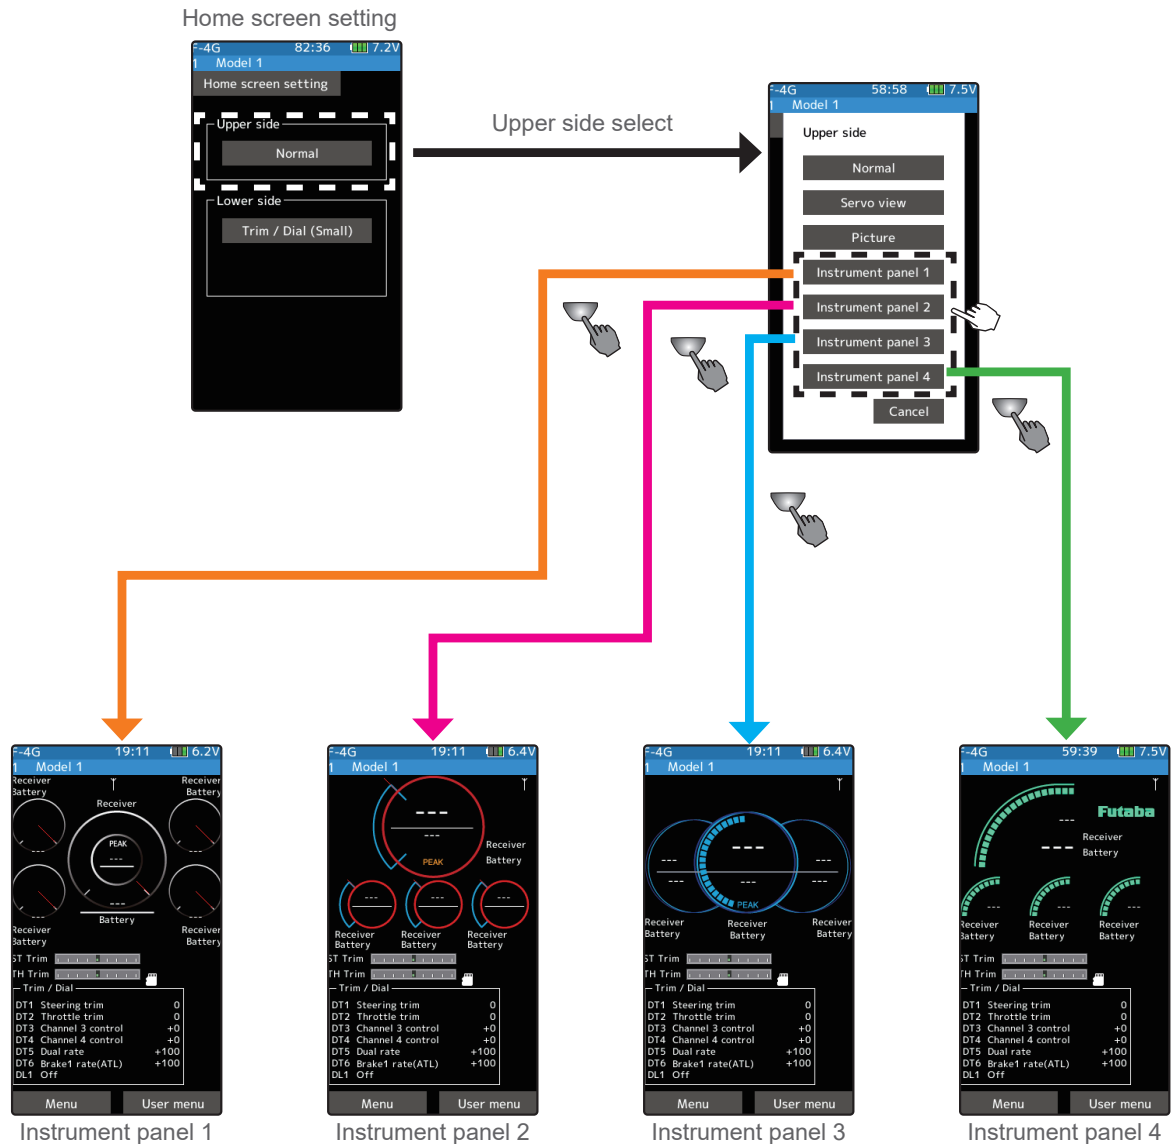 Home screen setting
F-4G 82:36 7.2V
1 Model 1
Home screen setting
Upper side
Normal
Lower side
Trim / Dial (Small)
Upper side select
F-4G 58:58 7.5V
1 Model 1
Upper side
Normal
Servo view
Picture
Instrument panel 1
Instrument panel 2
Instrument panel 3
Instrument panel 4
Cancel
F-4G 19:11 6.2V
1 Model 1
Receiver
Battery
Receiver
Receiver
Battery
PEAK
---
---
---
---
---
---
Battery
Receiver
Battery
Receiver
Battery
ST Trim
TH Trim
Trim / Dial
DT1 Steering trim 0
DT2 Throttle trim 0
DT3 Channel 3 control +0
DT4 Channel 4 control +0
DT5 Dual rate +100
DT6 Brake1 rate(ATL) +100
DL1 Off
Menu User menu
Instrument panel 1
F-4G 19:11 6.4V
1 Model 1
---
---
PEAK
Receiver
Battery
--- --- ---
Receiver Receiver Receiver
Battery Battery Battery
ST Trim
TH Trim
Trim / Dial
DT1 Steering trim 0
DT2 Throttle trim 0
DT3 Channel 3 control +0
DT4 Channel 4 control +0
DT5 Dual rate +100
DT6 Brake1 rate(ATL) +100
DL1 Off
Menu User menu
Instrument panel 2
F-4G 19:11 6.4V
1 Model 1
--- --- ---
--- --- ---
PEAK
Receiver Receiver Receiver
Battery Battery Battery
ST Trim
TH Trim
Trim / Dial
DT1 Steering trim 0
DT2 Throttle trim 0
DT3 Channel 3 control +0
DT4 Channel 4 control +0
DT5 Dual rate +100
DT6 Brake1 rate(ATL) +100
DL1 Off
Menu User menu
Instrument panel 3
F-4G 59:39 7.5V
1 Model 1
Futaba
---
---
Receiver
Battery
--- --- ---
Receiver Receiver Receiver
Battery Battery Battery
ST Trim
TH Trim
Trim / Dial
DT1 Steering trim 0
DT2 Throttle trim 0
DT3 Channel 3 control +0
DT4 Channel 4 control +0
DT5 Dual rate +100
DT6 Brake1 rate(ATL) +100
DL1 Off
Menu User menu
Instrument panel 4